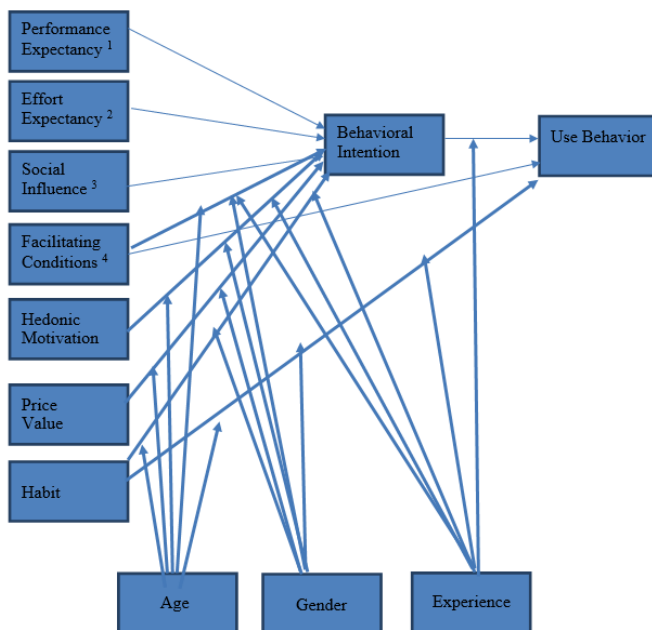 Performance
Expectancy 1
Effort
Expectancy 2
Behavioral
Intention
Use Behavior
Social
Influence 3
Facilitating
Conditions 4
Hedonic
Motivation
Price
Value
Habit
Age
Gender
Experience